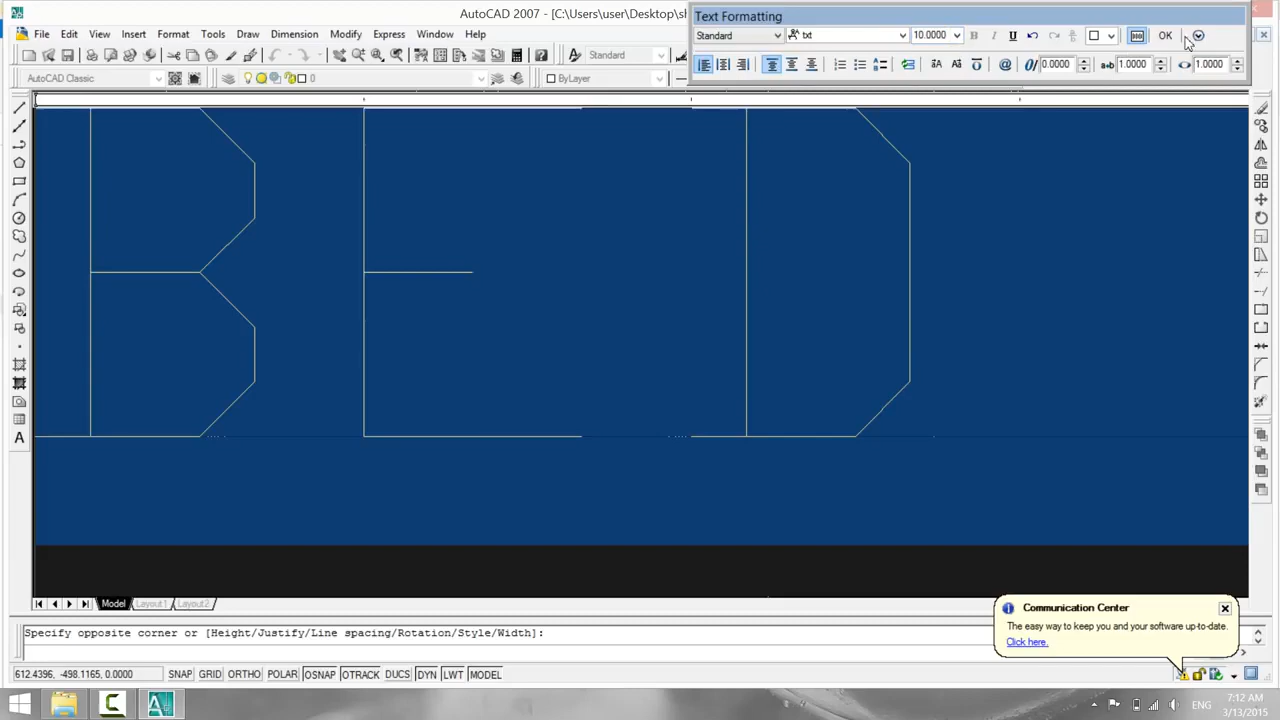 AutoCAD 2007 - [C:\Users\user\Desktop\sh
Text Formatting
File Edit View Insert Format Tools Draw Dimension Modify Express Window Help
Standard txt 10.0000 B I U OK
Standard
@ 0/ 0.0000 a•b 1.0000 1.0000
AutoCAD Classic 0 ByLayer
BED
A
Model Layout1 Layout2
Communication Center
The easy way to keep you and your software up-to-date.
Click here.
Specify opposite corner or [Height/Justify/Line spacing/Rotation/Style/Width]:
612.4396, -498.1165, 0.0000 SNAP GRID ORTHO POLAR OSNAP OTRACK DUCS DYN LWT MODEL
ENG
7:12 AM
3/13/2015